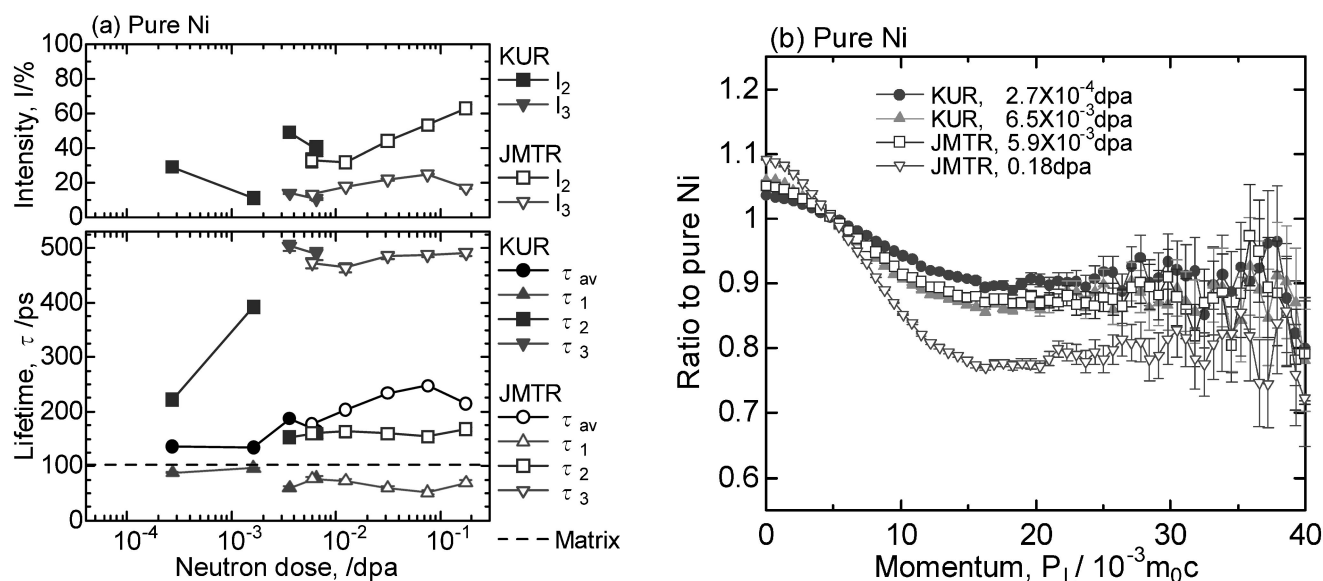 (a) Pure Ni
100
80
60
40
20
0
Intensity, I/%
KUR
I2
I3
JMTR
I2
I3
500
400
300
200
100
0
Lifetime, τ /ps
KUR
τ av
τ 1
τ 2
τ 3
JMTR
τ av
τ 1
τ 2
τ 3
Matrix
10-4
10-3
10-2
10-1
Neutron dose, /dpa
(b) Pure Ni
1.2
1.1
1
0.9
0.8
0.7
0.6
Ratio to pure Ni
KUR, 2.7X10-4dpa
KUR, 6.5X10-3dpa
JMTR, 5.9X10-3dpa
JMTR, 0.18dpa
0
10
20
30
40
Momentum, PL / 10-3m0c